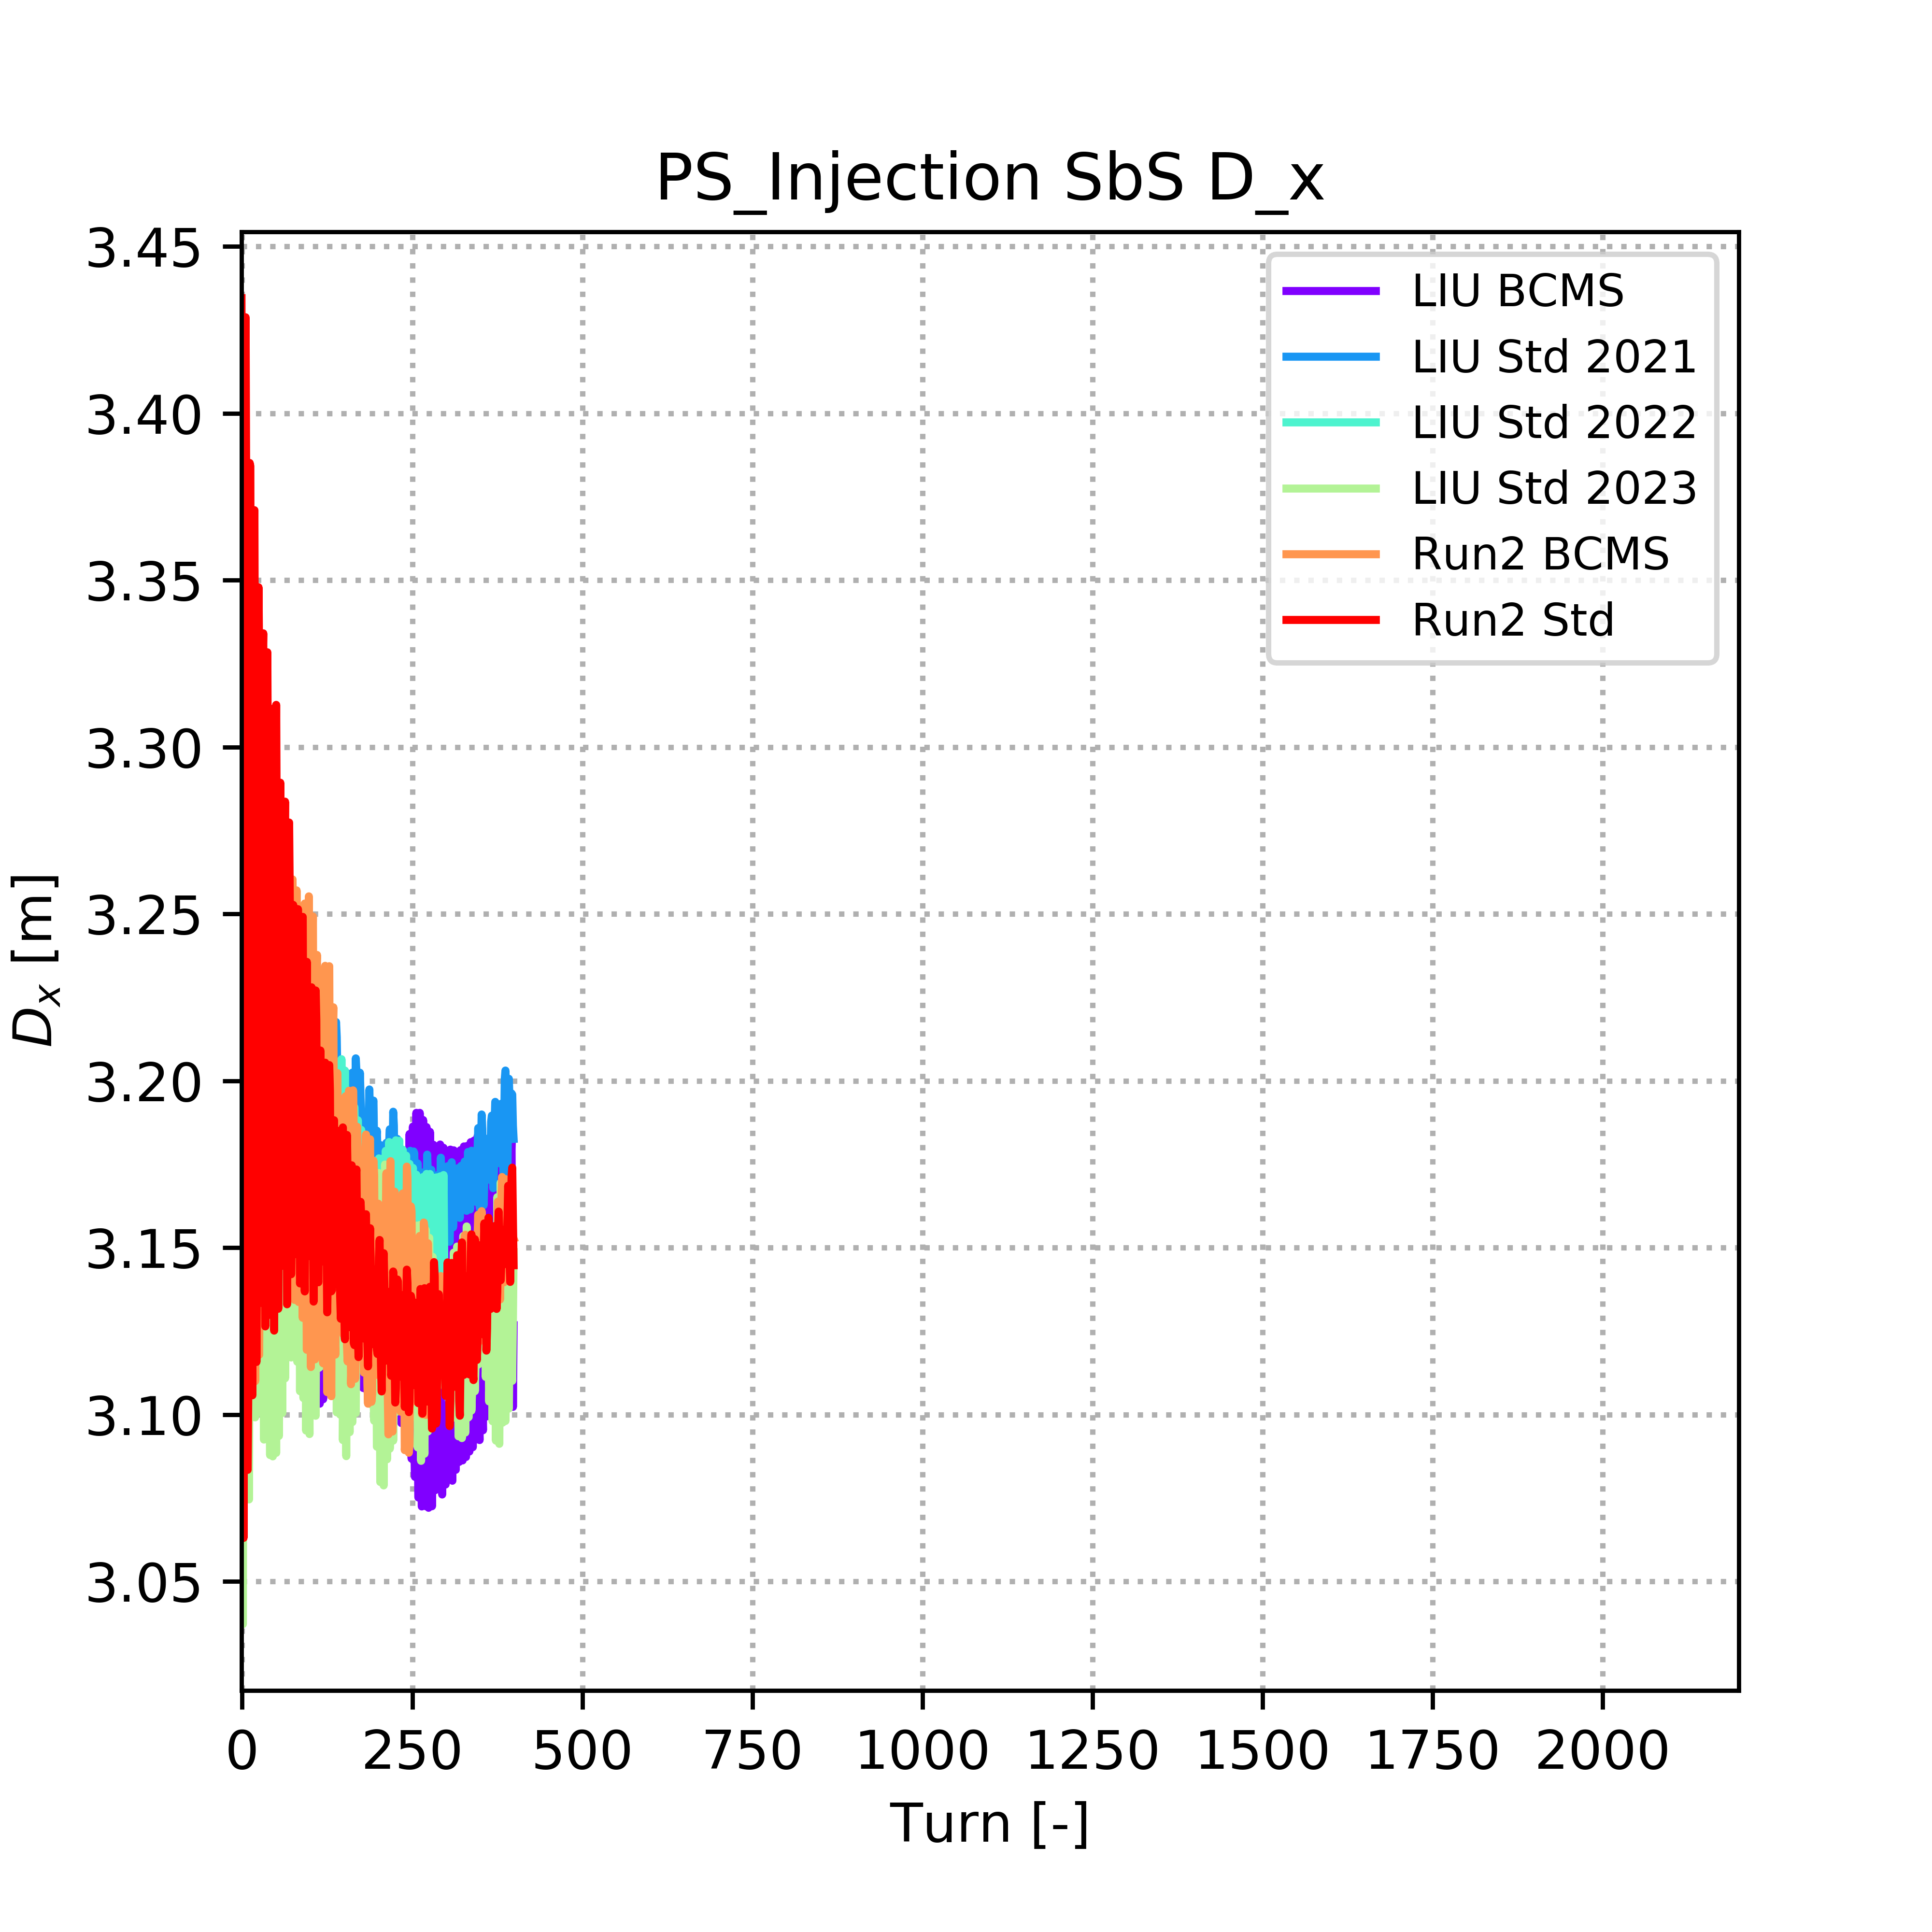 PS_Injection SbS D_x
3.45
3.40
3.35
3.30
3.25
3.20
3.15
3.10
3.05
D_x [m]
LIU BCMS
LIU Std 2021
LIU Std 2022
LIU Std 2023
Run2 BCMS
Run2 Std
0 250 500 750 1000 1250 1500 1750 2000
Turn [-]